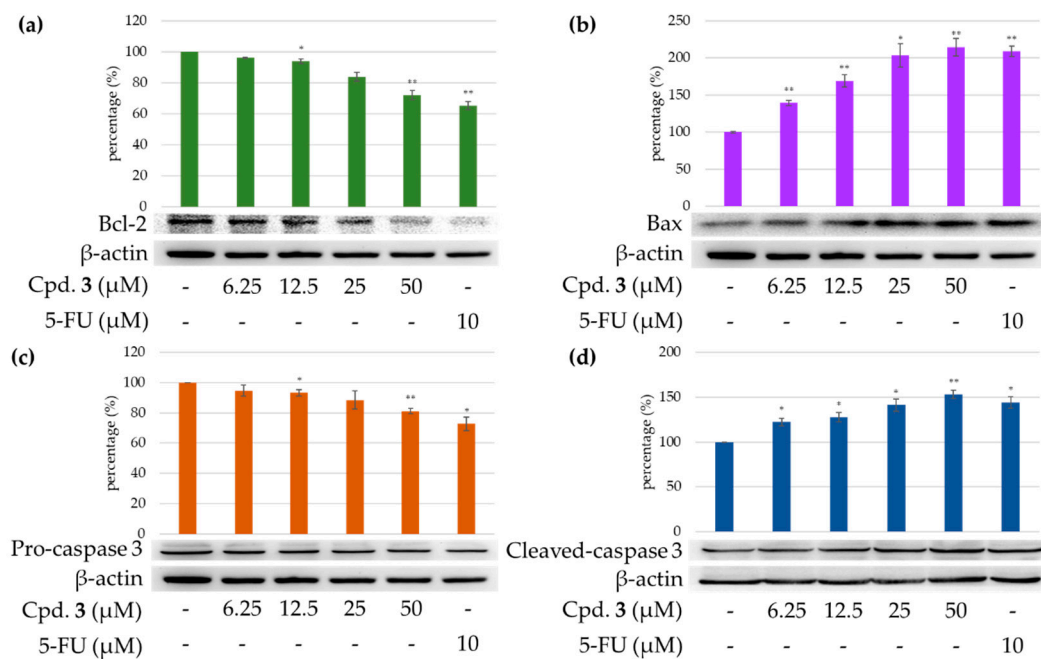 (a)
120
100
80
60
40
20
0
percentage (%)
* ** **
Bcl-2
β-actin
Cpd. 3 (μM) - 6.25 12.5 25 50 -
5-FU (μM) - - - - - 10
(b)
250
200
150
100
50
0
percentage (%)
** ** * ** **
Bax
β-actin
Cpd. 3 (μM) - 6.25 12.5 25 50 -
5-FU (μM) - - - - - 10
(c)
120
100
80
60
40
20
0
percentage (%)
* ** *
Pro-caspase 3
β-actin
Cpd. 3 (μM) - 6.25 12.5 25 50 -
5-FU (μM) - - - - - 10
(d)
200
150
100
50
0
percentage (%)
* * * ** *
Cleaved-caspase 3
β-actin
Cpd. 3 (μM) - 6.25 12.5 25 50 -
5-FU (μM) - - - - - 10